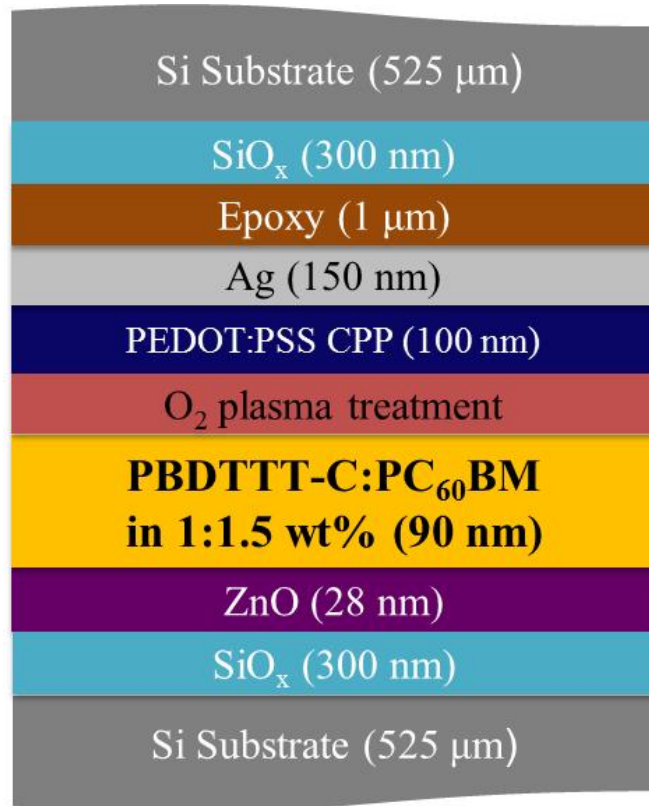 Si Substrate (525 μm)
SiOₓ (300 nm)
Epoxy (1 μm)
Ag (150 nm)
PEDOT:PSS CPP (100 nm)
O₂ plasma treatment
PBDTTT-C:PC₆₀BM
in 1:1.5 wt% (90 nm)
ZnO (28 nm)
SiOₓ (300 nm)
Si Substrate (525 μm)